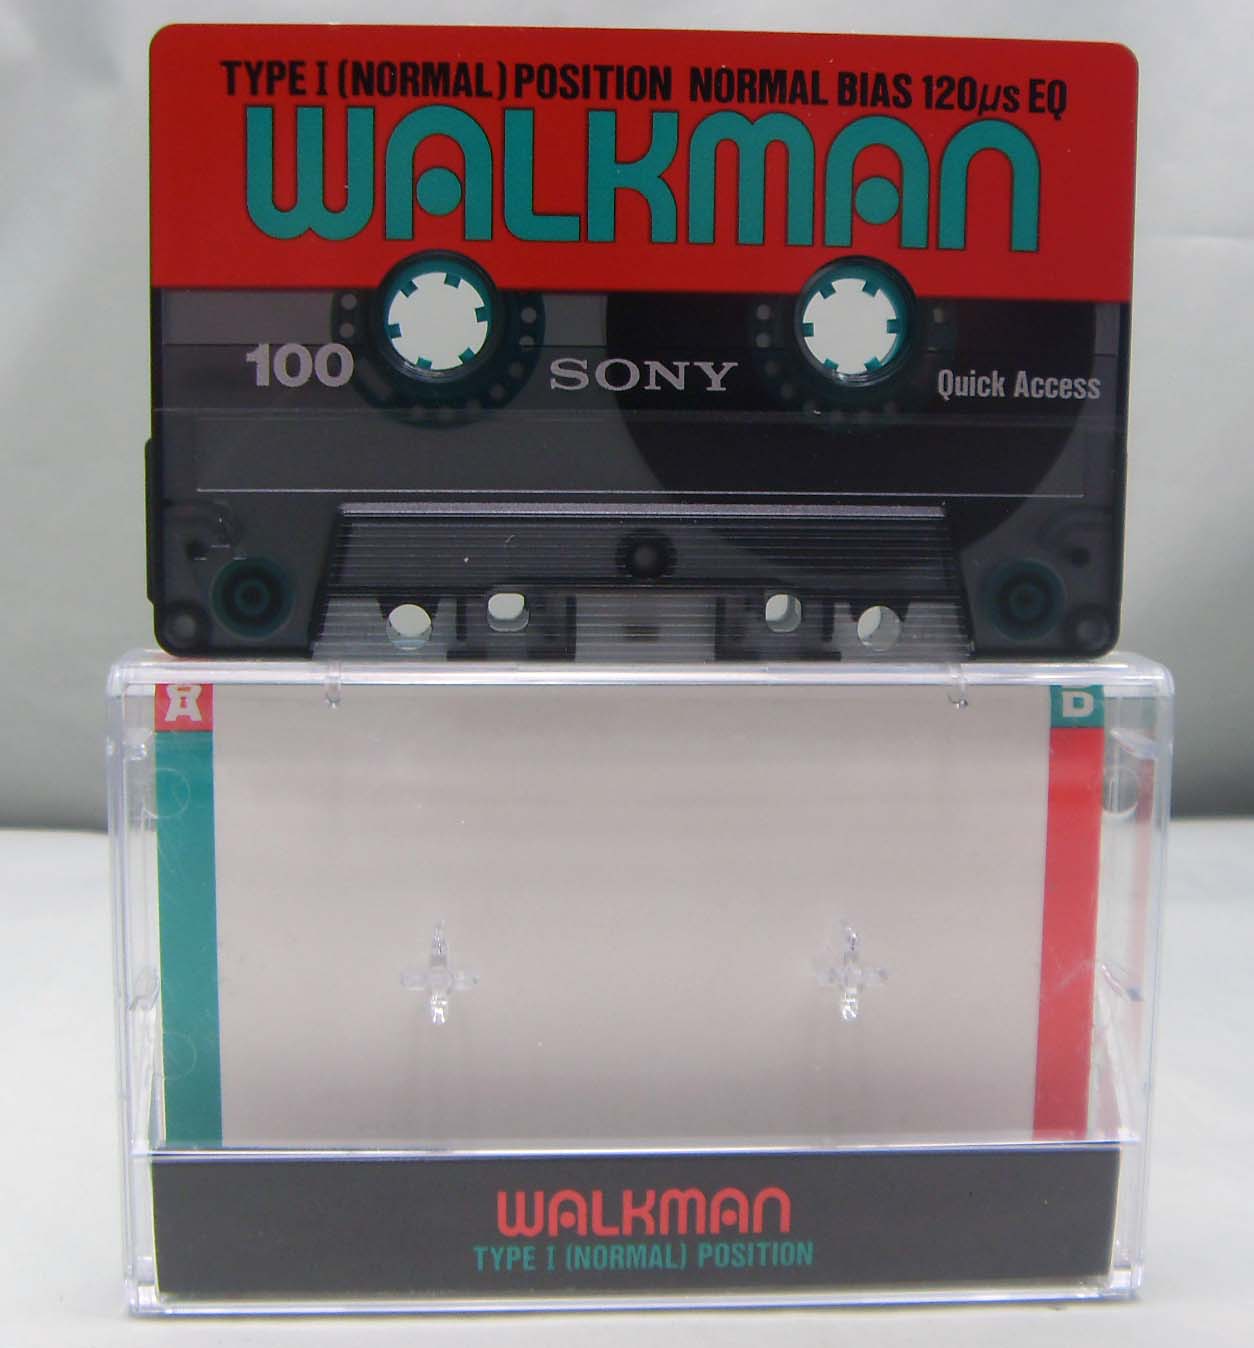 TYPE I (NORMAL) POSITION NORMAL BIAS 120µs EQ
WALKMAN
100 SONY Quick Access
A
WALKMAN
TYPE I (NORMAL) POSITION